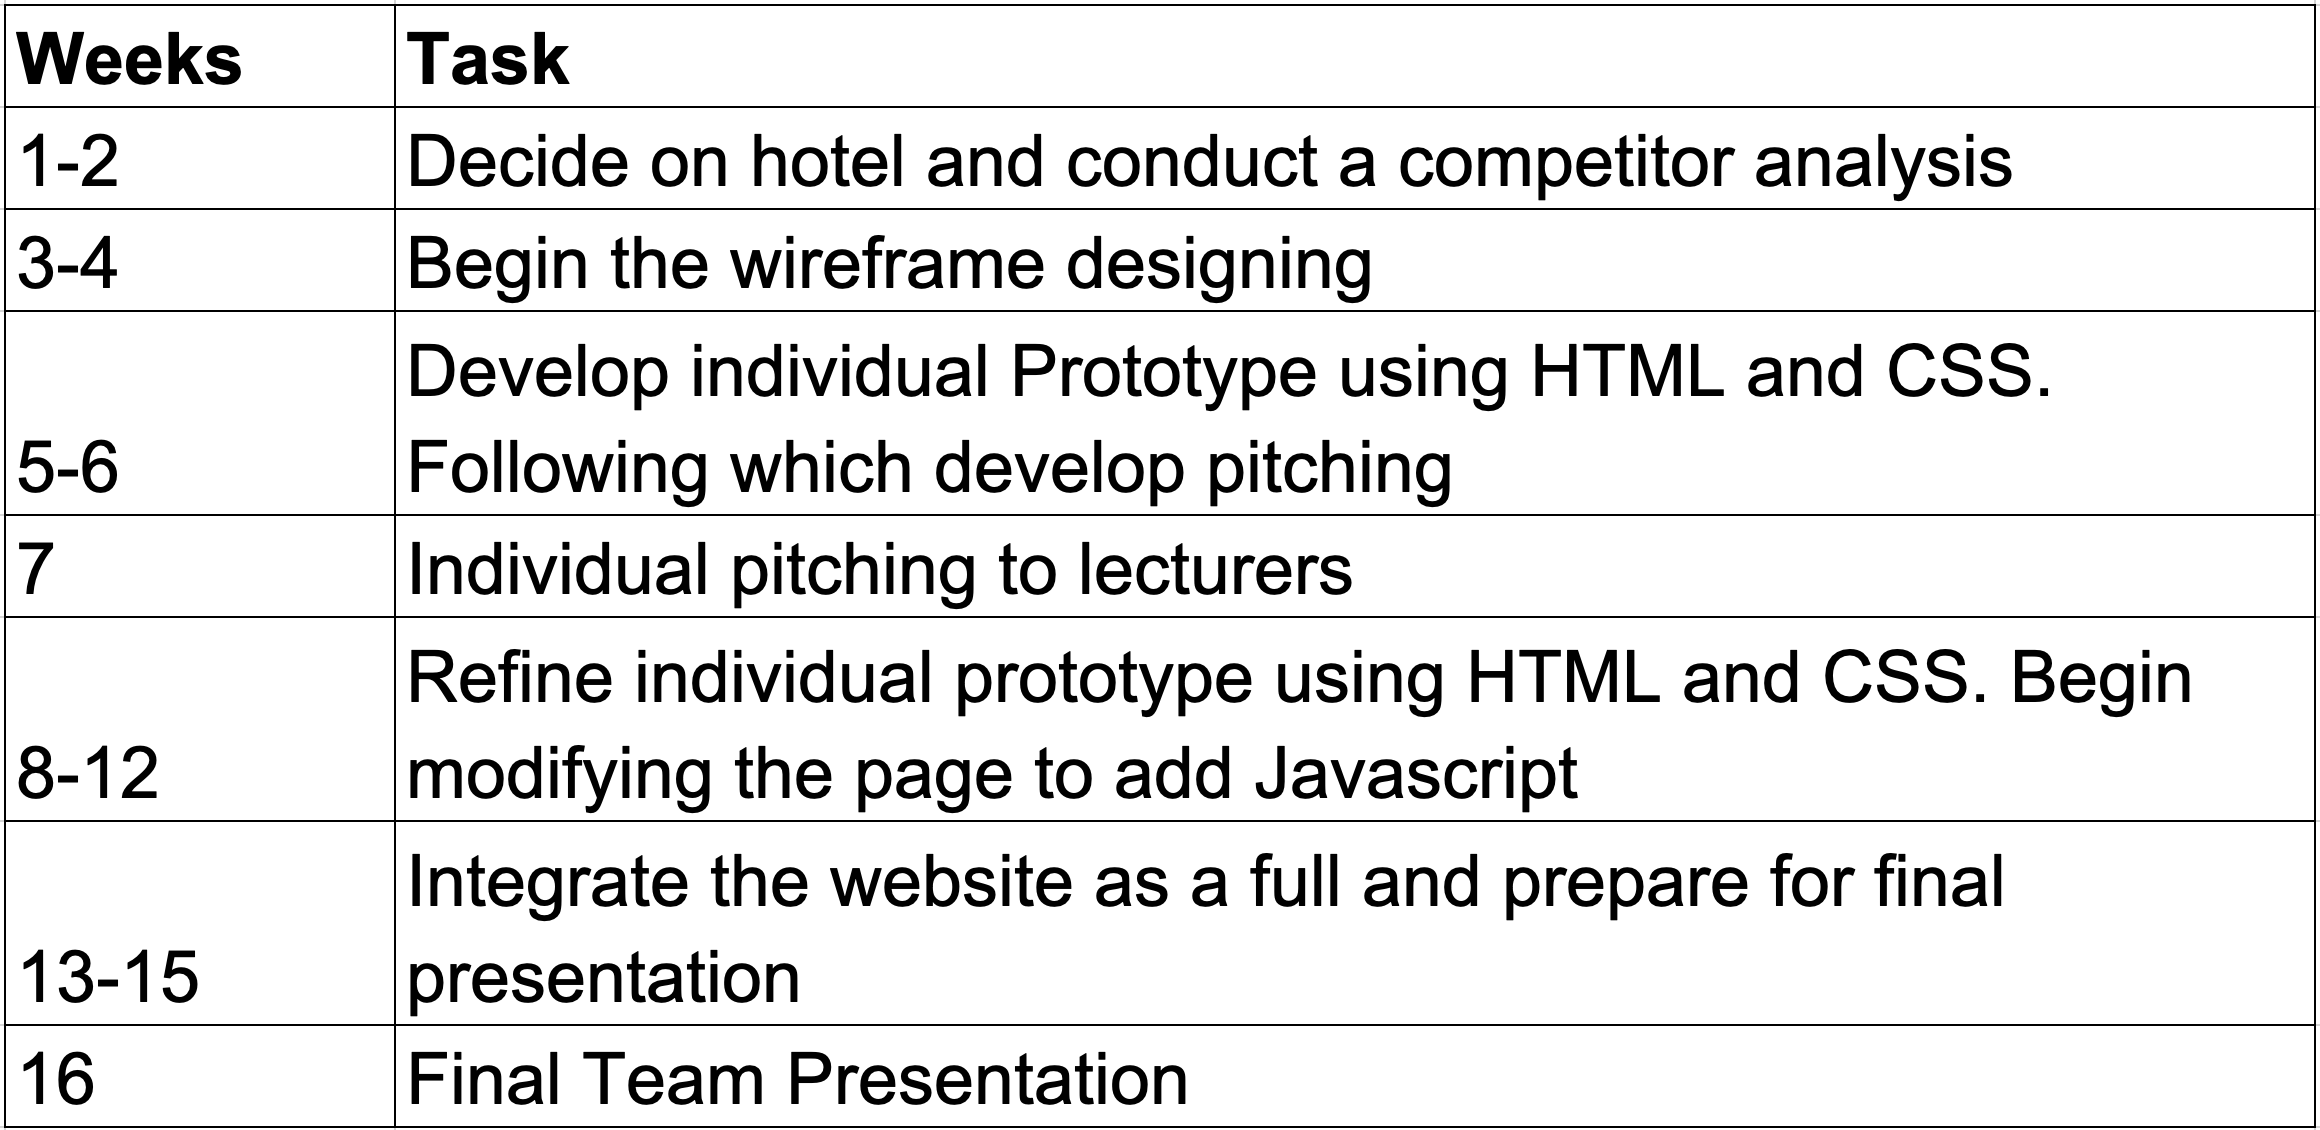 Weeks Task
1-2 Decide on hotel and conduct a competitor analysis
3-4 Begin the wireframe designing
Develop individual Prototype using HTML and CSS.
5-6 Following which develop pitching
7 Individual pitching to lecturers
Refine individual prototype using HTML and CSS. Begin
8-12 modifying the page to add Javascript
Integrate the website as a full and prepare for final
13-15 presentation
16 Final Team Presentation